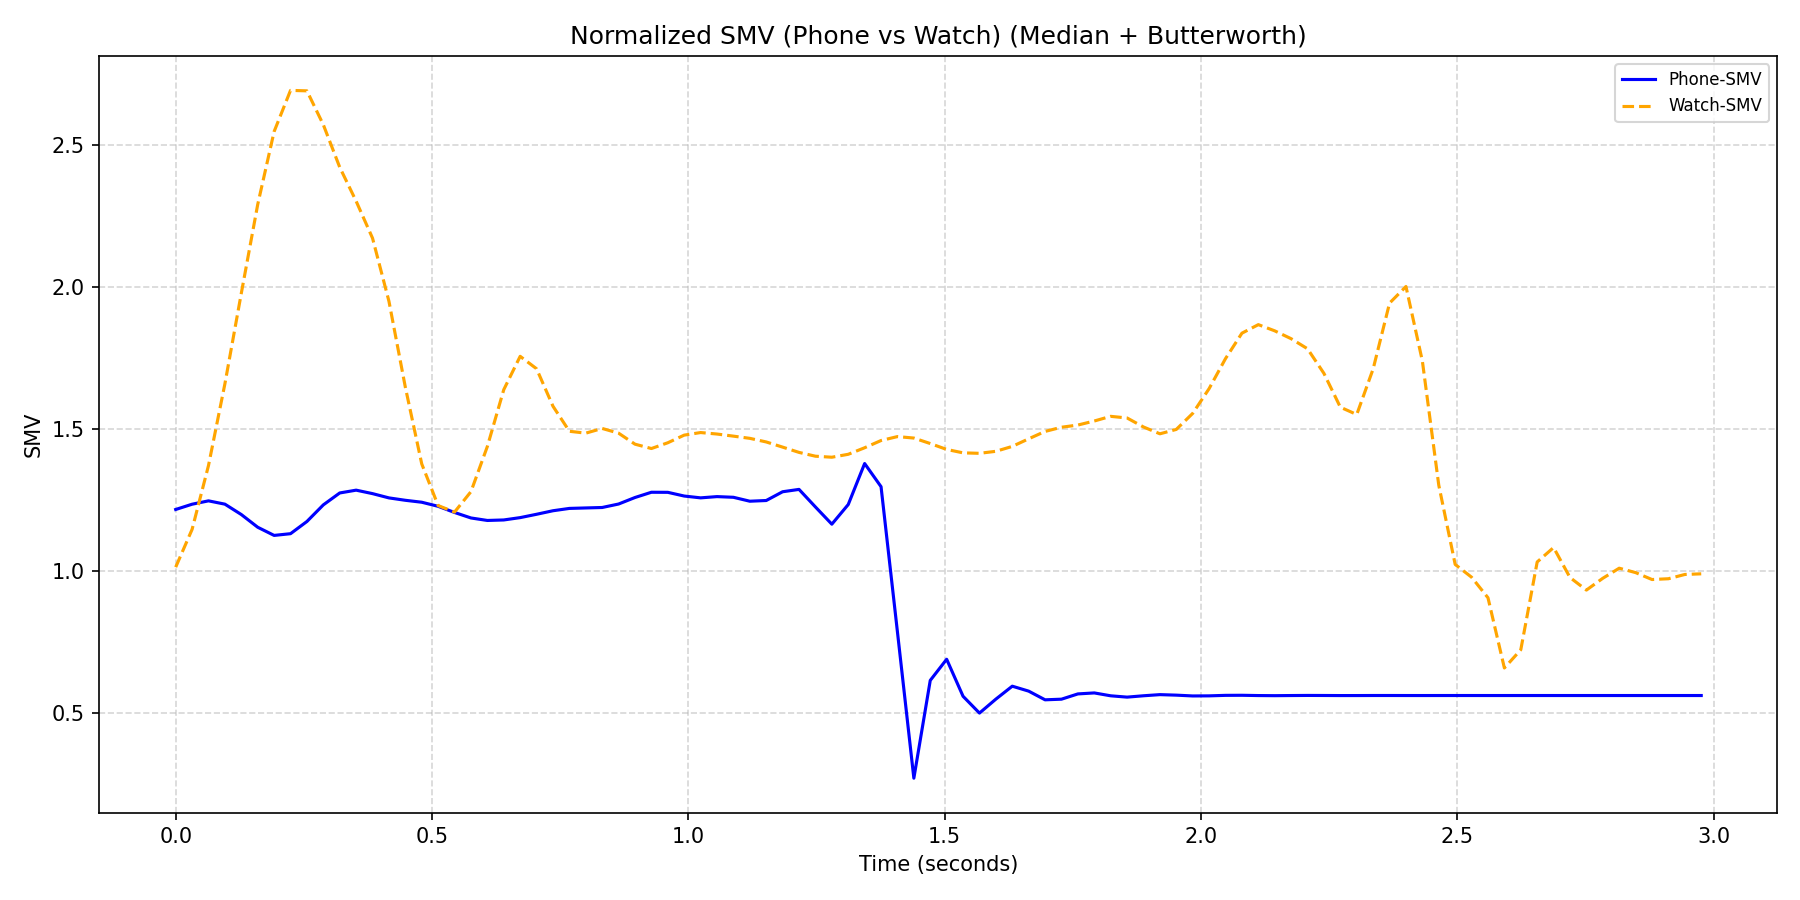 Normalized SMV (Phone vs Watch) (Median + Butterworth)
Phone-SMV
Watch-SMV
2.5
2.0
1.5
1.0
0.5
SMV
0.0 0.5 1.0 1.5 2.0 2.5 3.0
Time (seconds)